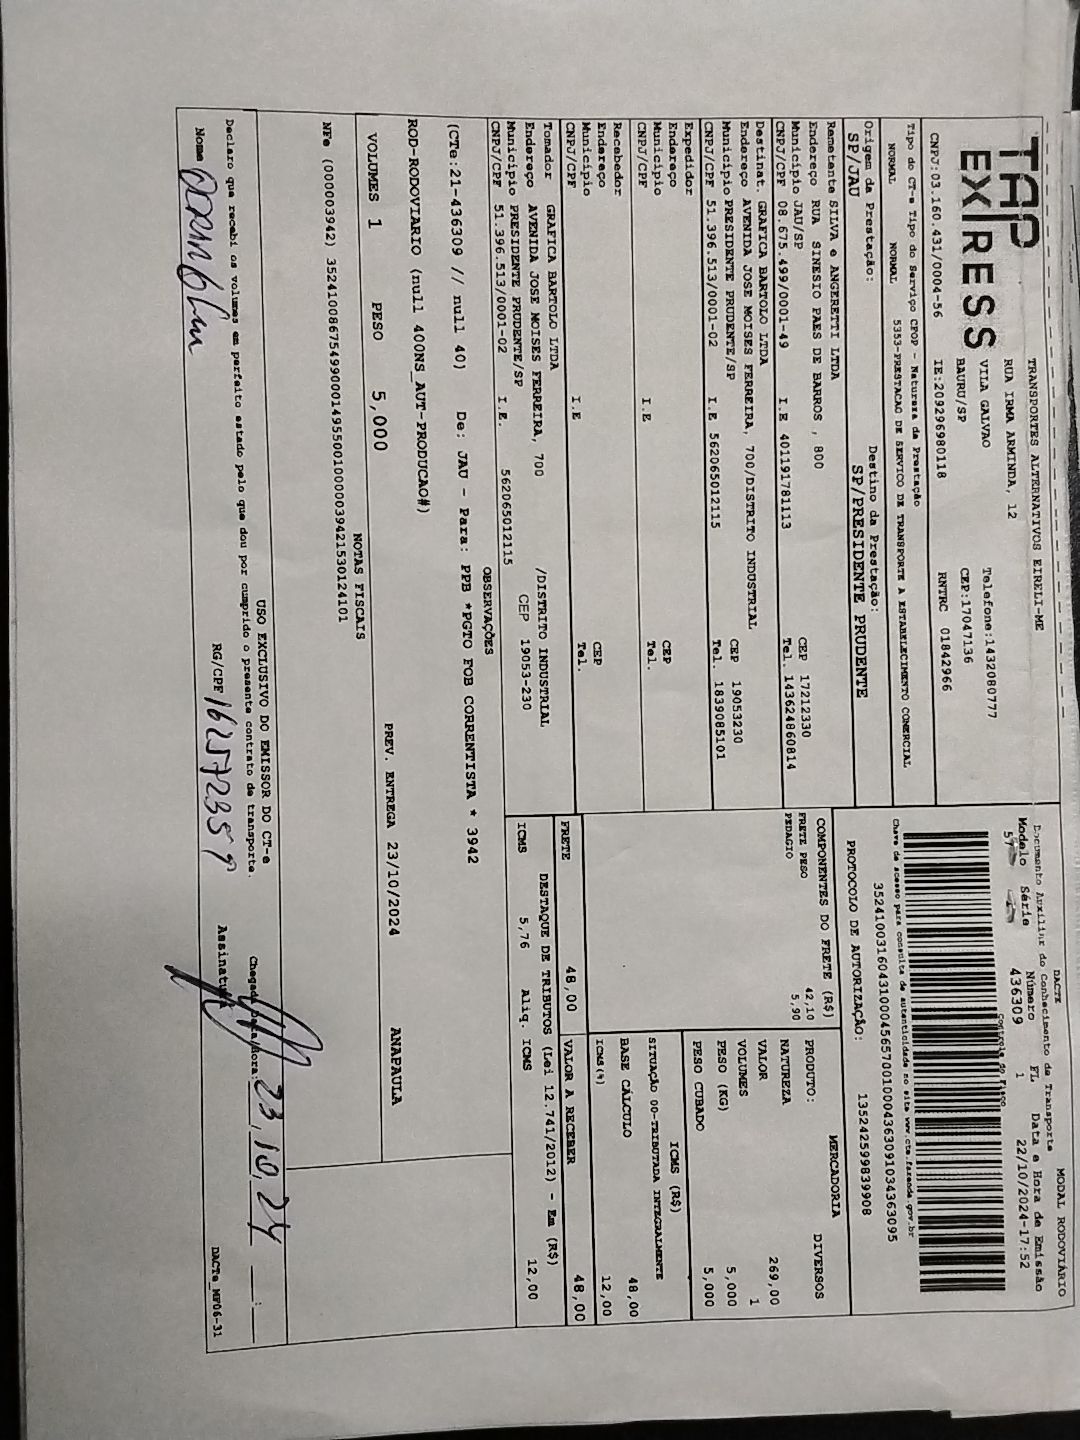 TAP
EXPRESS
TRANSPORTES ALTERNATIVOS EIRELI-ME
RUA IRMA ARMINDA, 12
VILA GALVAO Telefone:1432080777
BAURU/SP CEP:17047136
CNPJ:03.160.431/0004-56 IE:209296980118 RNTRC 01842966
DACTE MODAL RODOVIÁRIO
Documento Auxiliar do Conhecimento de Transporte
Modelo Série Número FL Data e Hora de Emissão
57 436309 1 22/10/2024-17:52
Controle do Fisco
Chave de acesso para consulta de autenticidade no site www.cte.fazenda.gov.br
35241003160431000456570010004363091034363095
PROTOCOLO DE AUTORIZAÇÃO: 135242599839908
Tipo do CT-e Tipo do Serviço CFOP - Natureza da Prestação
NORMAL NORMAL 5353-PRESTACAO DE SERVICO DE TRANSPORTE A ESTABELECIMENTO COMERCIAL
Origem da Prestação: Destino da Prestação:
SP/JAU SP/PRESIDENTE PRUDENTE
Remetente SILVA e ANGERETTI LTDA
Endereço RUA SINESIO PAES DE BARROS , 800
Município JAU/SP CEP 17212330
CNPJ/CPF 08.675.499/0001-49 I.E 401191781113 Tel. 143624860814
Destinat. GRAFICA BARTOLO LTDA
Endereço AVENIDA JOSE MOISES FERREIRA, 700/DISTRITO INDUSTRIAL
Município PRESIDENTE PRUDENTE/SP CEP 19053230
CNPJ/CPF 51.396.513/0001-02 I.E 562065012115 Tel. 1839085101
Expedidor
Endereço
Município CEP
CNPJ/CPF I.E Tel.
Recebedor
Endereço
Município CEP
CNPJ/CPF I.E Tel.
Tomador GRAFICA BARTOLO LTDA
Endereço AVENIDA JOSE MOISES FERREIRA, 700 /DISTRITO INDUSTRIAL
Município PRESIDENTE PRUDENTE/SP CEP 19053-230
CNPJ/CPF 51.396.513/0001-02 I.E. 562065012115
COMPONENTES DO FRETE (R$)
FRETE PESO 42,10
PEDAGIO 5,90
FRETE 48,00
PRODUTO: MERCADORIA DIVERSOS
NATUREZA
VALOR 269,00
VOLUMES 1
PESO (KG) 5,000
PESO CUBADO 5,000
ICMS (R$)
SITUAÇÃO 00-TRIBUTADA INTEGRALMENTE
BASE CÁLCULO 48,00
ICMS(%) 12,00
VALOR A RECEBER 48,00
DESTAQUE DE TRIBUTOS (Lei 12.741/2012) - Em (R$)
ICMS 5,76 Aliq. ICMS 12,00
OBSERVAÇÕES
(CTe:21-436309 // null 40) De: JAU - Para: PPB *PGTO FOB CORRENTISTA * 3942
ROD-RODOVIARIO (null 400NS_AUT-PRODUCAO#)
VOLUMES 1 PESO 5,000 PREV. ENTREGA 23/10/2024 ANAPAULA
NOTAS FISCAIS
NFe (000003942) 35241008675499000149550010000039421530124101
USO EXCLUSIVO DO EMISSOR DO CT-e
Declaro que recebi os volumes em perfeito estado pelo que dou por cumprido o presente contrato de transporte.
Chegada Data/Hora: 23,10,24 __:__
Nome RG/CPF 162572359 Assinatura
DACTe_MP06-31